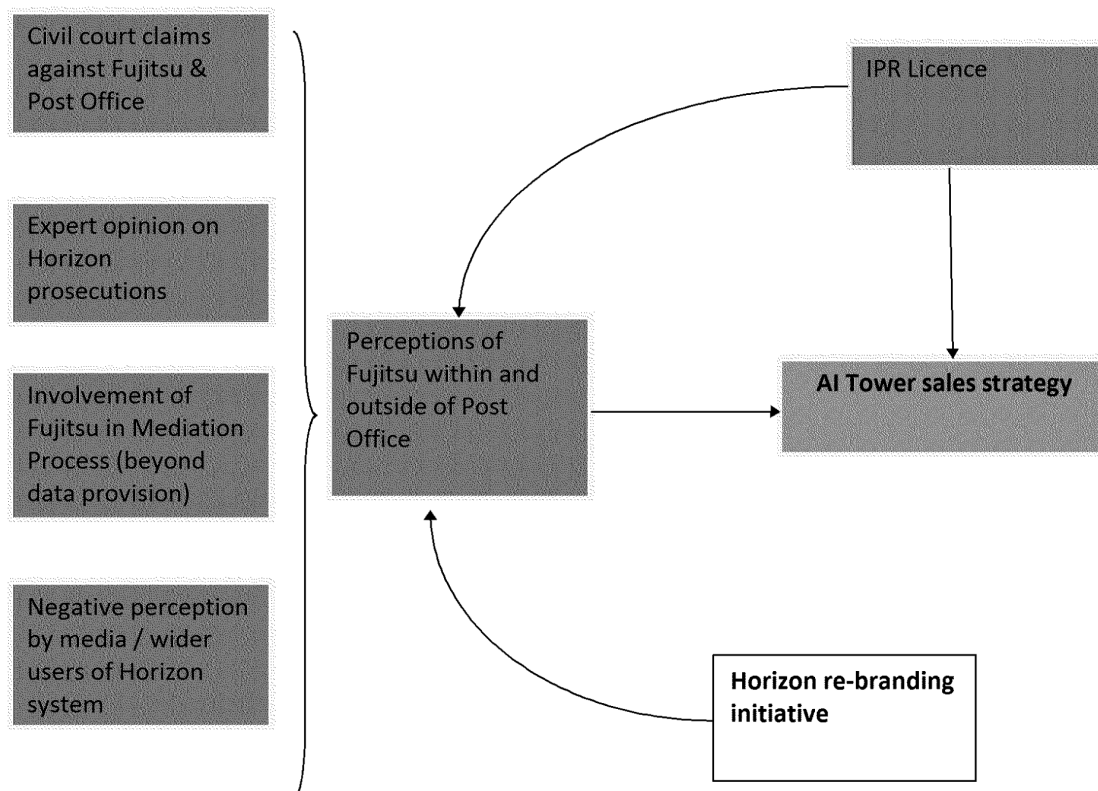 Civil court claims
against Fujitsu &
Post Office
Expert opinion on
Horizon
prosecutions
Involvement of
Fujitsu in Mediation
Process (beyond
data provision)
Negative perception
by media / wider
users of Horizon
system
Perceptions of
Fujitsu within and
outside of Post
Office
IPR Licence
AI Tower sales strategy
Horizon re-branding
initiative